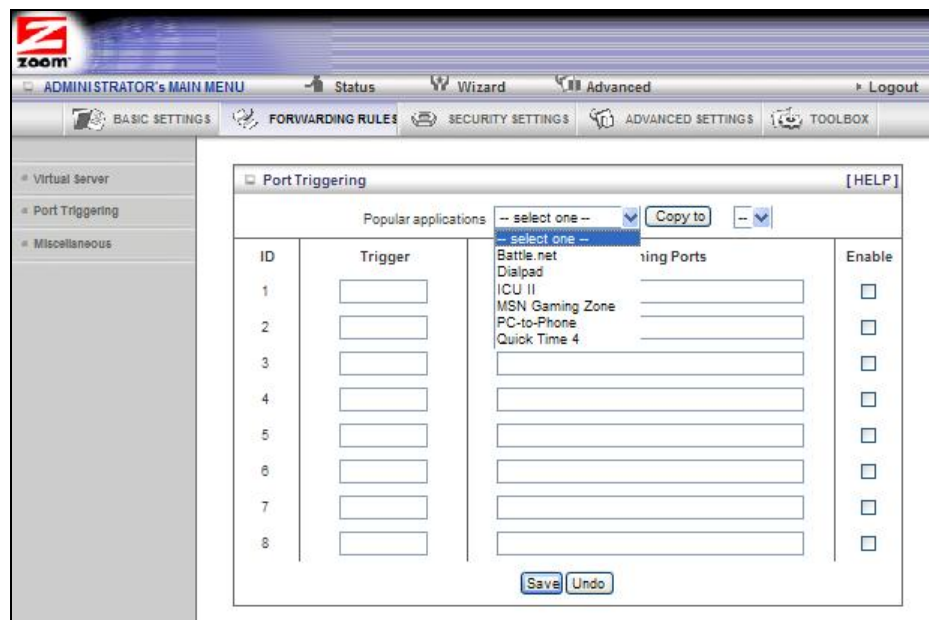 zoom
ADMINISTRATOR's MAIN MENU Status Wizard Advanced Logout
BASIC SETTINGS FORWARDING RULES SECURITY SETTINGS ADVANCED SETTINGS TOOLBOX
Virtual Server
Port Triggering
Miscellaneous
Port Triggering [HELP]
Popular applications -- select one -- Copy to --
-- select one --
Battle.net
Dialpad
ICU II
MSN Gaming Zone
PC-to-Phone
Quick Time 4
ID Trigger ning Ports Enable
1
2
3
4
5
6
7
8
Save Undo